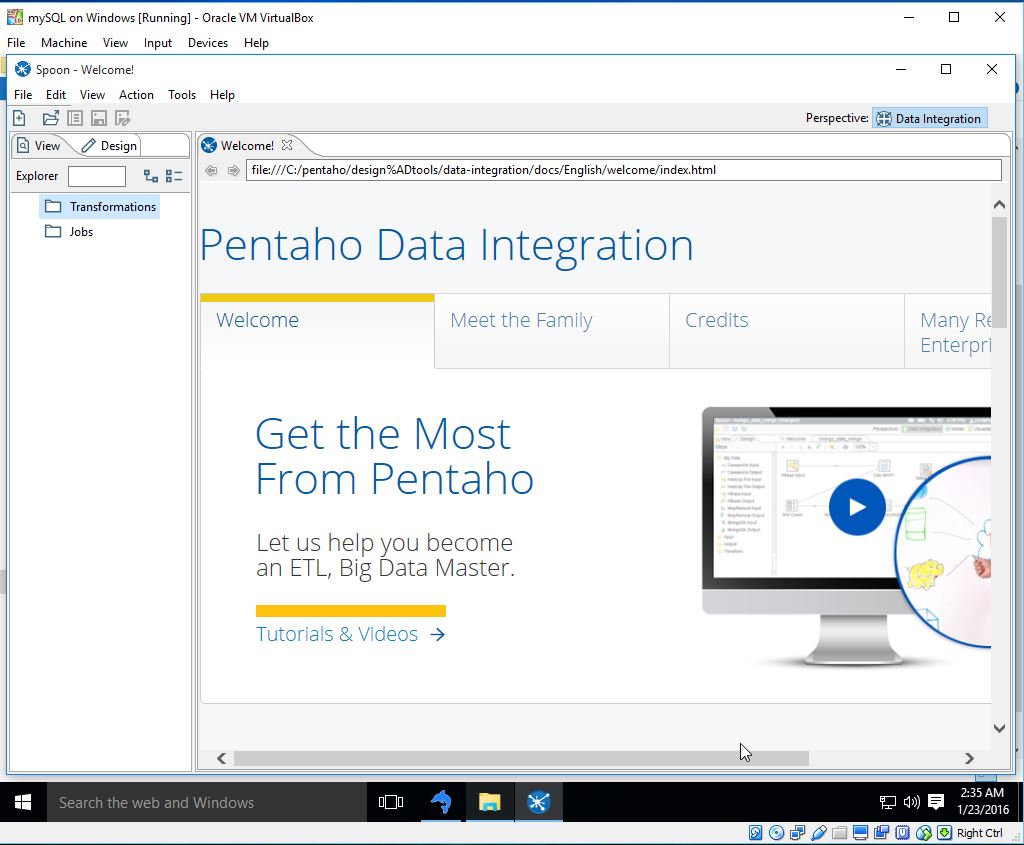 mySQL on Windows [Running] - Oracle VM VirtualBox
File Machine View Input Devices Help
Spoon - Welcome!
File Edit View Action Tools Help
Perspective: Data Integration
View Design
Welcome!
Explorer
file:///C:/pentaho/design%ADtools/data-integration/docs/English/welcome/index.html
Transformations
Jobs
Pentaho Data Integration
Welcome
Meet the Family
Credits
Many Re
Enterpri
Get the Most
From Pentaho
Let us help you become
an ETL, Big Data Master.
Tutorials & Videos
Search the web and Windows
2:35 AM
1/23/2016
Right Ctrl